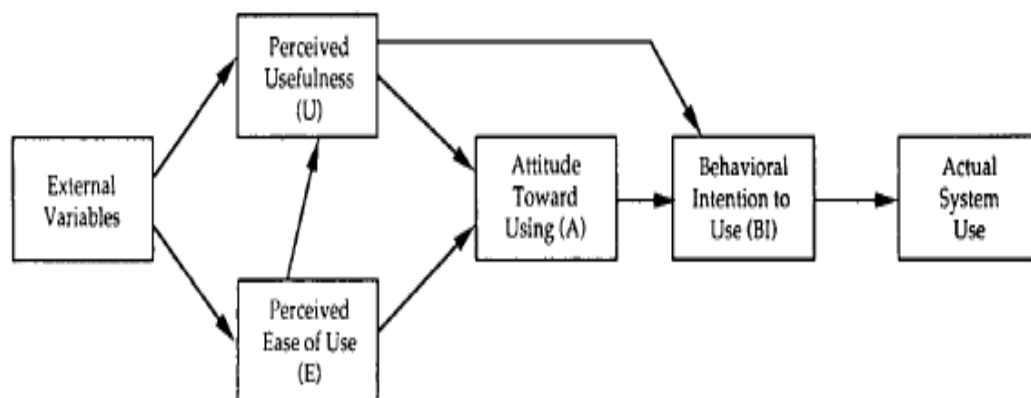 Perceived
Usefulness
(U)
External
Variables
Perceived
Ease of Use
(E)
Attitude
Toward
Using (A)
Behavioral
Intention to
Use (BI)
Actual
System
Use